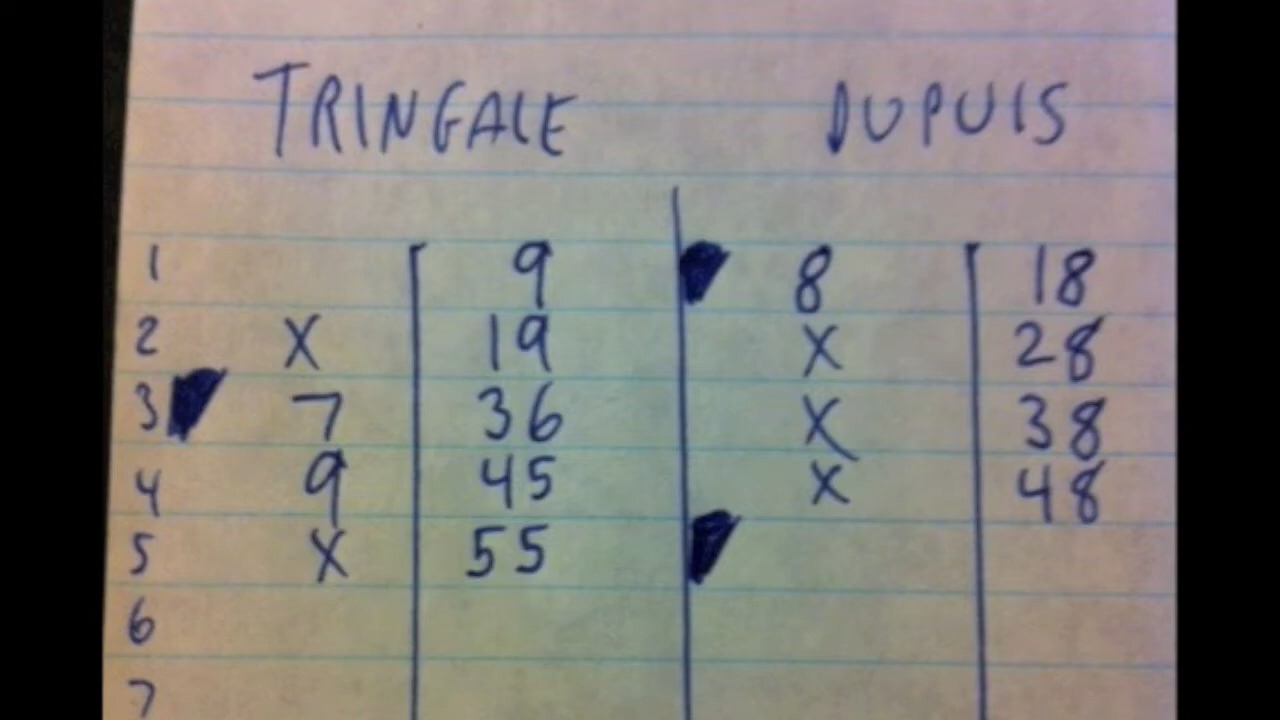 TRINGALE DUPUIS
1 9 8 18
2 X 19 X 28
3 7 36 X 38
4 9 45 X 48
5 X 55
6
7